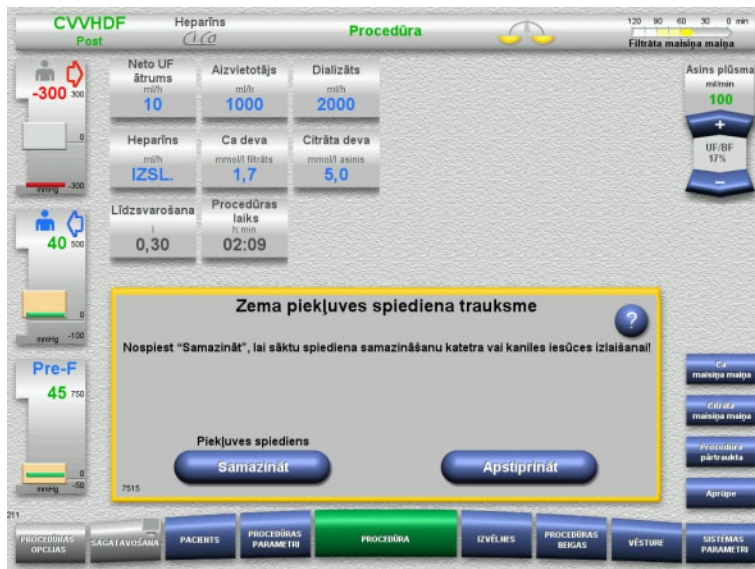 CVVHDF
Post
Heparīns
Procedūra
120 90 60 30 0 min
Filtrāta maisiņa maiņa
-300
300
0
-300
mmHg
40
500
0
-100
mmHg
Pre-F
45
750
0
-50
mmHg
Neto UF
ātrums
ml/h
10
Aizvietotājs
ml/h
1000
Dializāts
ml/h
2000
Heparīns
ml/h
IZSL.
Ca deva
mmol/l filtrāts
1,7
Citrāta deva
mmol/l asinis
5,0
Līdzsvarošana
l
0,30
Procedūras
laiks
h:min
02:09
Asins plūsma
ml/min
100
+
UF/BF
17%
−
Zema piekļuves spiediena trauksme
?
Nospiest “Samazināt”, lai sāktu spiediena samazināšanu katetra vai kaniles iesūces izlaišanai!
Piekļuves spiediens
Samazināt
Apstiprināt
7515
Ca
maisiņa maiņa
Citrāta
maisiņa maiņa
Procedūra
pārtraukta
Aprūpe
211
PROCEDŪRAS
OPCIJAS
SAGATAVOŠANA
PACIENTS
PROCEDŪRAS
PARAMETRI
PROCEDŪRA
IZVĒLNES
PROCEDŪRAS
BEIGAS
VĒSTURE
SISTĒMAS
PARAMETRI